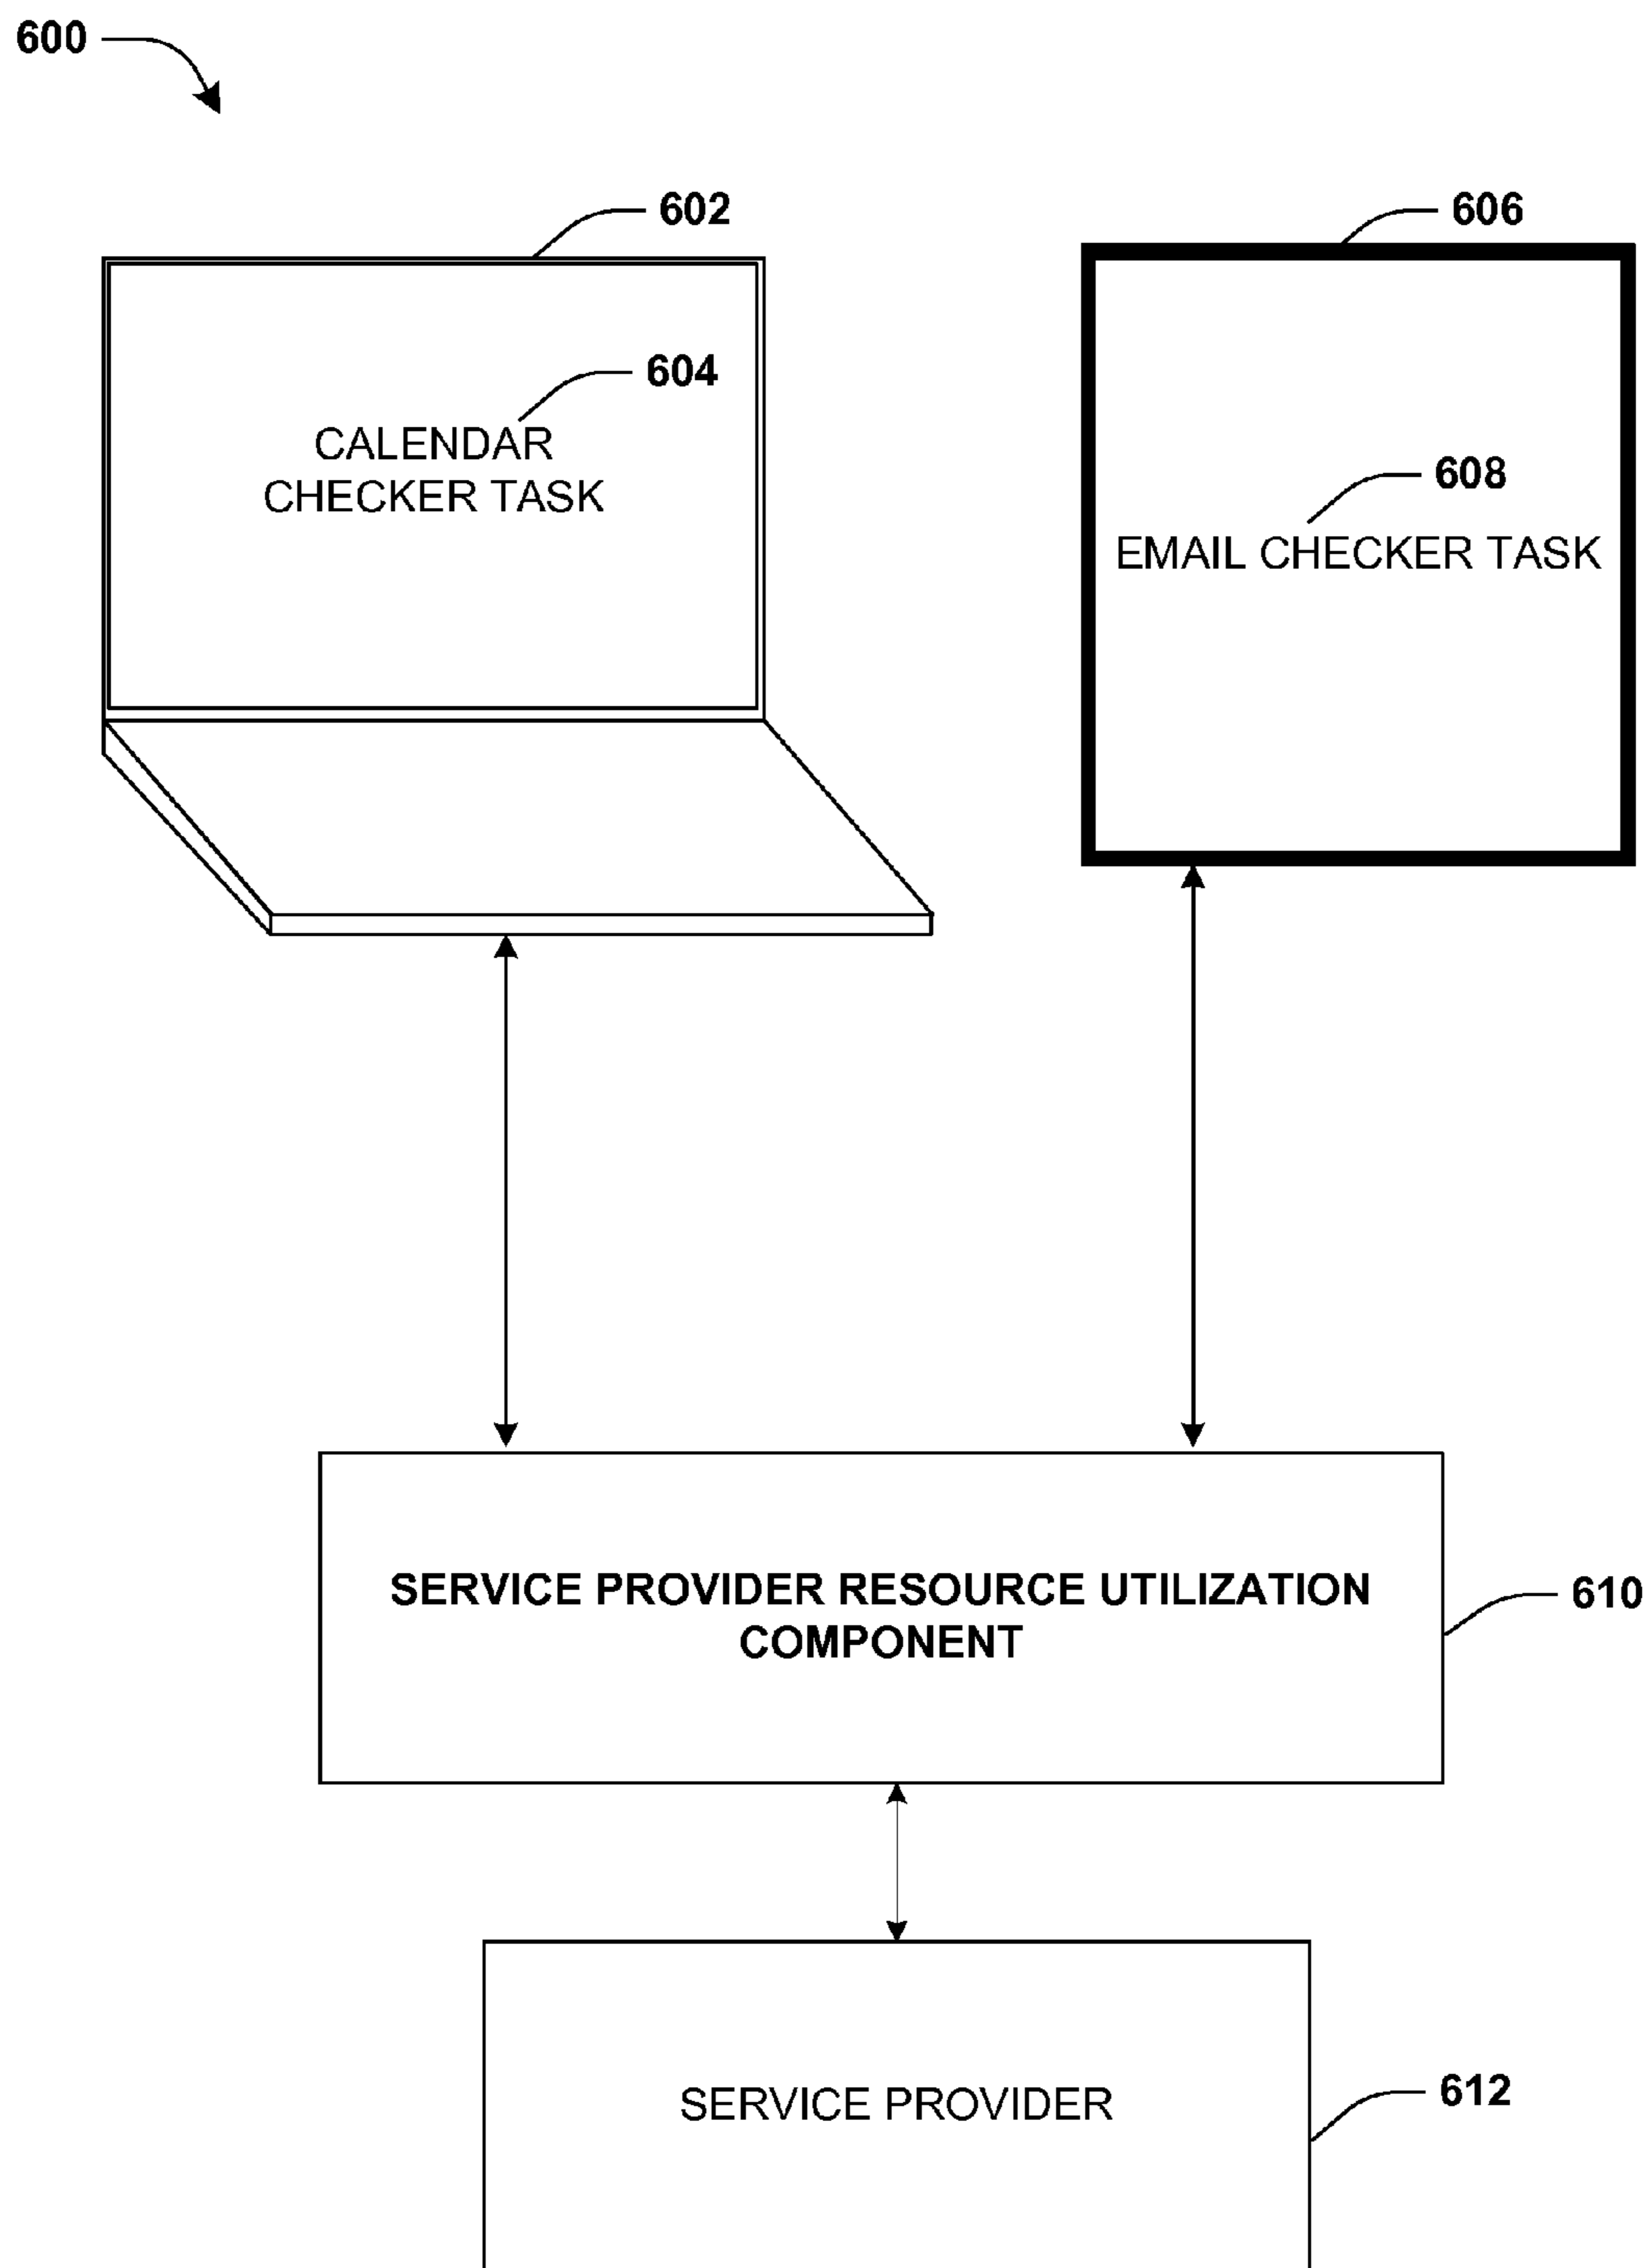 600
602
606
604
CALENDAR
CHECKER TASK
608
EMAIL CHECKER TASK
SERVICE PROVIDER RESOURCE UTILIZATION
COMPONENT
610
SERVICE PROVIDER
612